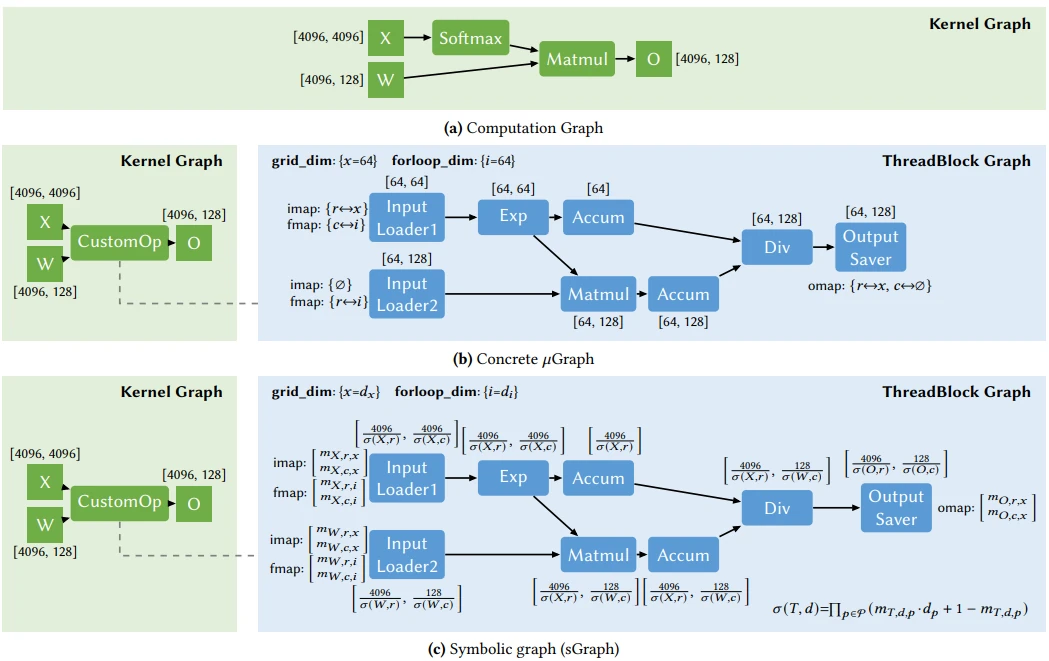 Kernel Graph
[4096, 4096] X Softmax
Matmul O [4096, 128]
[4096, 128] W
(a) Computation Graph
Kernel Graph
[4096, 4096]
[4096, 128]
X
CustomOp O
W
[4096, 128]
grid_dim: {x=64} forloop_dim: {i=64} ThreadBlock Graph
[64, 64] [64, 64] [64]
imap: {r↔x}
fmap: {c↔i}
Input
Loader1
Exp Accum
[64, 128]
imap: {∅}
fmap: {r↔i}
Input
Loader2
Matmul Accum
[64, 128] [64, 128]
[64, 128] [64, 128]
Div
Output
Saver
omap: {r↔x, c↔∅}
(b) Concrete μGraph
Kernel Graph
[4096, 4096]
[4096, 128]
X
CustomOp O
W
[4096, 128]
grid_dim: {x=dₓ} forloop_dim: {i=dᵢ} ThreadBlock Graph
[4096/σ(X,r), 4096/σ(X,c)] [4096/σ(X,r), 4096/σ(X,c)] [4096/σ(X,r)]
imap: [m_{X,r,x} m_{X,c,x}]
fmap: [m_{X,r,i} m_{X,c,i}]
Input
Loader1
Exp Accum
imap: [m_{W,r,x} m_{W,c,x}]
fmap: [m_{W,r,i} m_{W,c,i}]
Input
Loader2
Matmul Accum
[4096/σ(W,r), 128/σ(W,c)]
[4096/σ(X,r), 128/σ(W,c)] [4096/σ(X,r), 128/σ(W,c)]
[4096/σ(X,r), 128/σ(W,c)] [4096/σ(O,r), 128/σ(O,c)]
Div
Output
Saver
omap: [m_{O,r,x} m_{O,c,x}]
σ(T, d)=∏_{p∈𝒫}(m_{T,d,p}·d_p + 1 − m_{T,d,p})
(c) Symbolic graph (sGraph)